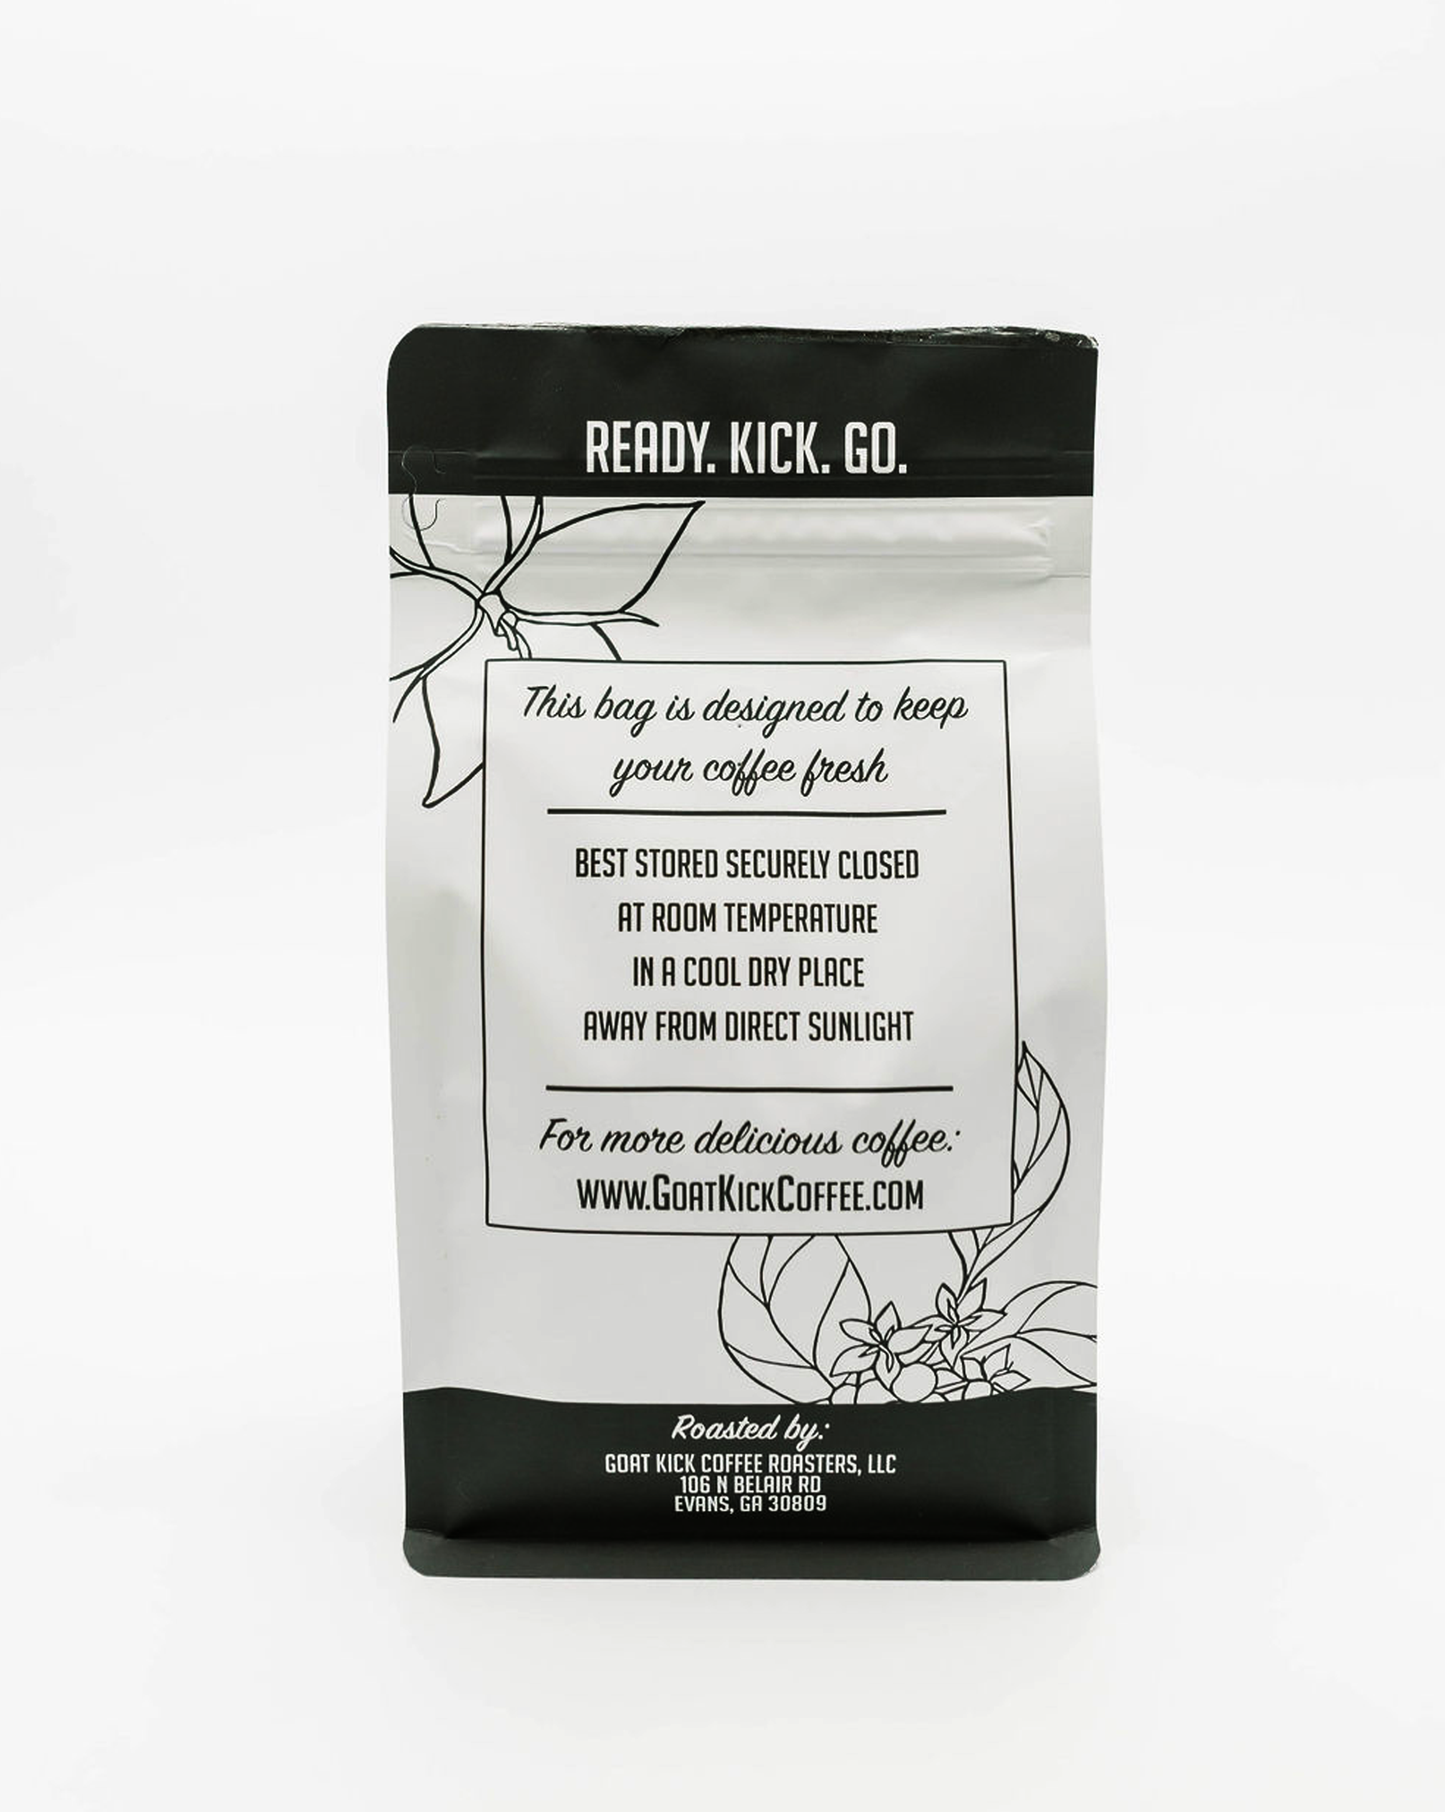 READY. KICK. GO.
This bag is designed to keep
your coffee fresh
BEST STORED SECURELY CLOSED
AT ROOM TEMPERATURE
IN A COOL DRY PLACE
AWAY FROM DIRECT SUNLIGHT
For more delicious coffee:
WWW.GOATKICKCOFFEE.COM
Roasted by:
GOAT KICK COFFEE ROASTERS, LLC
106 N BELAIR RD
EVANS, GA 30809